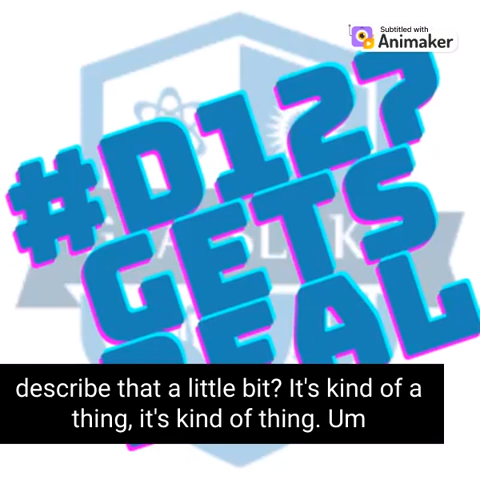 Subtitled with
Animaker
#D127
GETS
REAL
describe that a little bit? It's kind of a
thing, it's kind of thing. Um